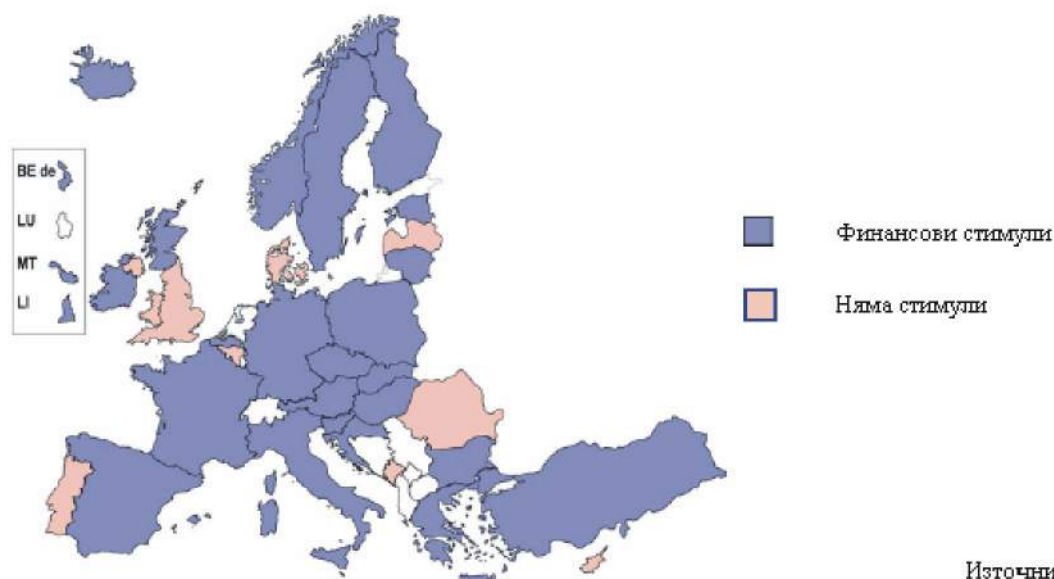 BE de
LU
MT
LI
Финансови стимули
Няма стимули
Източни